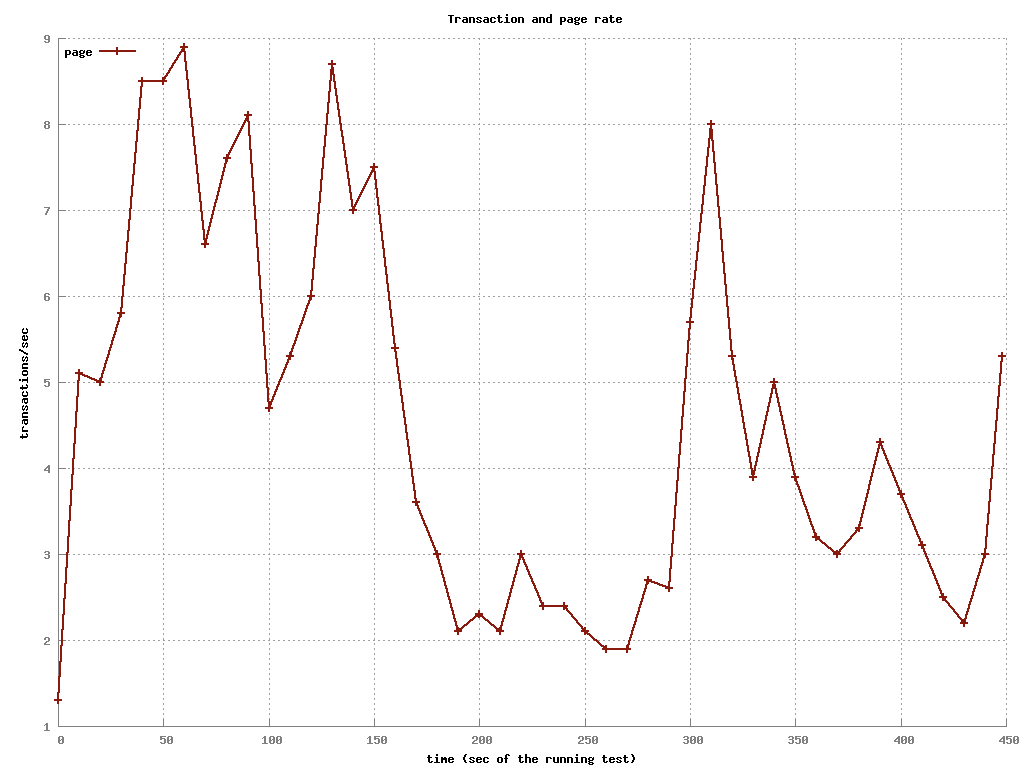 Transaction and page rate
9
page
8
7
6
5
4
3
2
1
transactions/sec
0 50 100 150 200 250 300 350 400 450
time (sec of the running test)